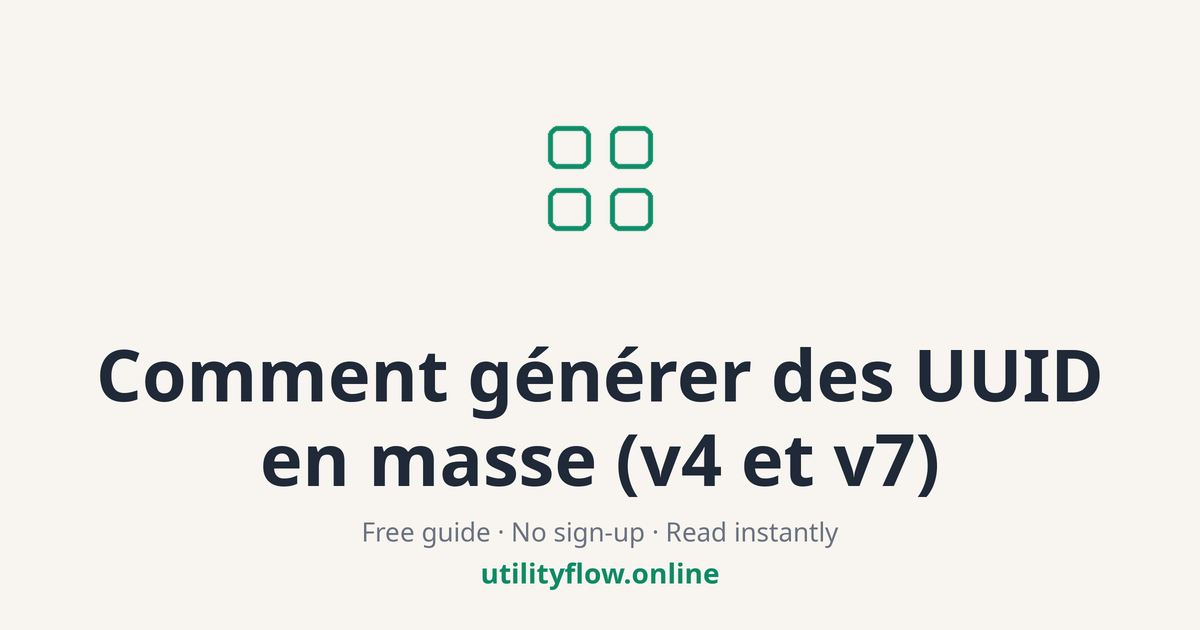 Comment générer des UUID
en masse (v4 et v7)
Free guide · No sign-up · Read instantly
utilityflow.online